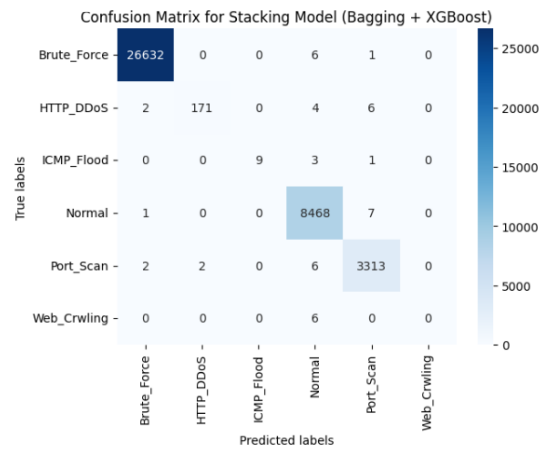 Confusion Matrix for Stacking Model (Bagging + XGBoost)
Brute_Force 26632 0 0 6 1 0
HTTP_DDoS 2 171 0 4 6 0
ICMP_Flood 0 0 9 3 1 0
Normal 1 0 0 8468 7 0
Port_Scan 2 2 0 6 3313 0
Web_Crwling 0 0 0 6 0 0
True labels
Brute_Force
HTTP_DDoS
ICMP_Flood
Normal
Port_Scan
Web_Crwling
Predicted labels
25000
20000
15000
10000
5000
0